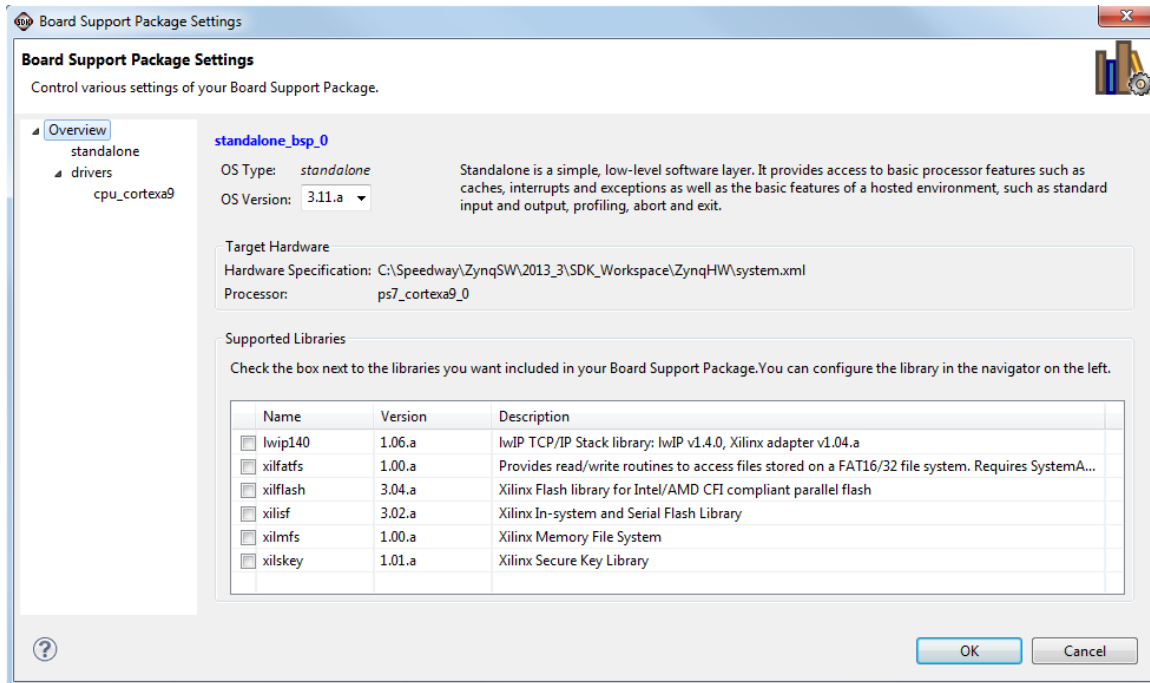 SDK Board Support Package Settings
Board Support Package Settings
Control various settings of your Board Support Package.
Overview
standalone
drivers
cpu_cortexa9
standalone_bsp_0
OS Type: standalone
OS Version: 3.11.a
Standalone is a simple, low-level software layer. It provides access to basic processor features such as
caches, interrupts and exceptions as well as the basic features of a hosted environment, such as standard
input and output, profiling, abort and exit.
Target Hardware
Hardware Specification: C:\Speedway\ZynqSW\2013_3\SDK_Workspace\ZynqHW\system.xml
Processor: ps7_cortexa9_0
Supported Libraries
Check the box next to the libraries you want included in your Board Support Package.You can configure the library in the navigator on the left.
Name Version Description
lwip140 1.06.a lwIP TCP/IP Stack library: lwIP v1.4.0, Xilinx adapter v1.04.a
xilfatfs 1.00.a Provides read/write routines to access files stored on a FAT16/32 file system. Requires SystemA...
xilflash 3.04.a Xilinx Flash library for Intel/AMD CFI compliant parallel flash
xilisf 3.02.a Xilinx In-system and Serial Flash Library
xilmfs 1.00.a Xilinx Memory File System
xilskey 1.01.a Xilinx Secure Key Library
?
OK Cancel